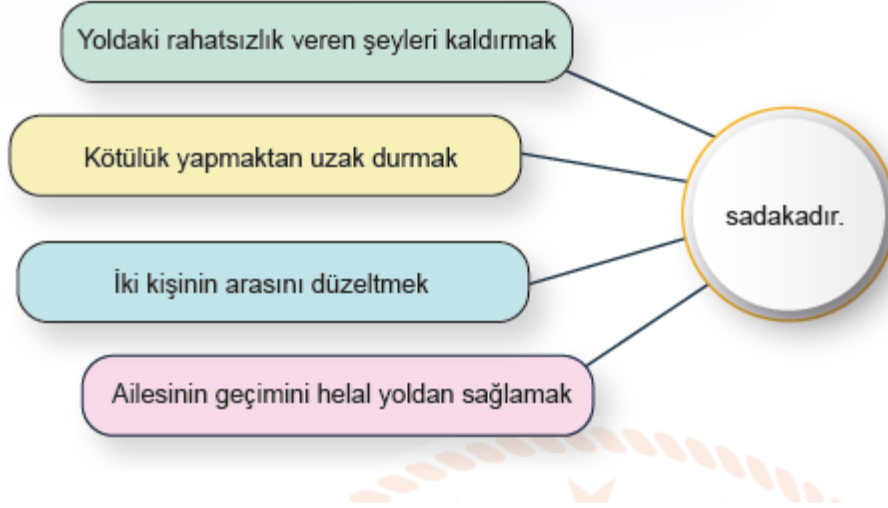 Yoldaki rahatsızlık veren şeyleri kaldırmak
Kötülük yapmaktan uzak durmak
sadakadır.
İki kişinin arasını düzeltmek
Ailesinin geçimini helal yoldan sağlamak